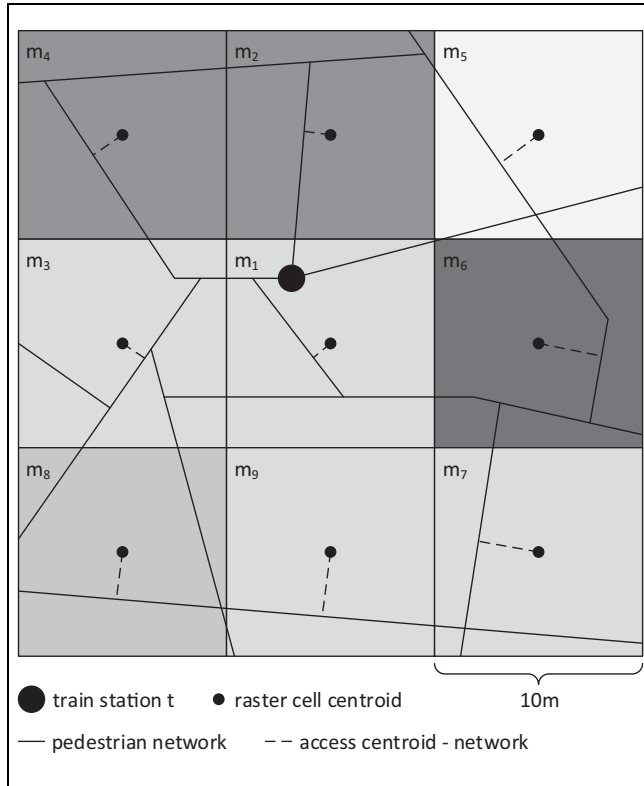 m₄ m₂ m₅
m₃ m₁ m₆
m₈ m₉ m₇
train station t raster cell centroid 10m
pedestrian network access centroid - network